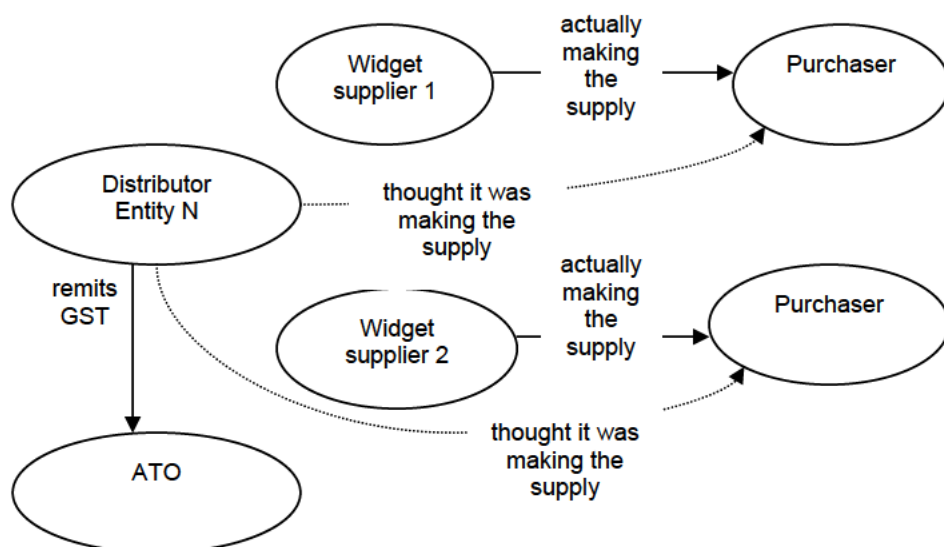 Widget
supplier 1
actually
making
the
supply
Purchaser
Distributor
Entity N
thought it was
making the
supply
remits
GST
Widget
supplier 2
actually
making
the
supply
Purchaser
thought it was
making the
supply
ATO